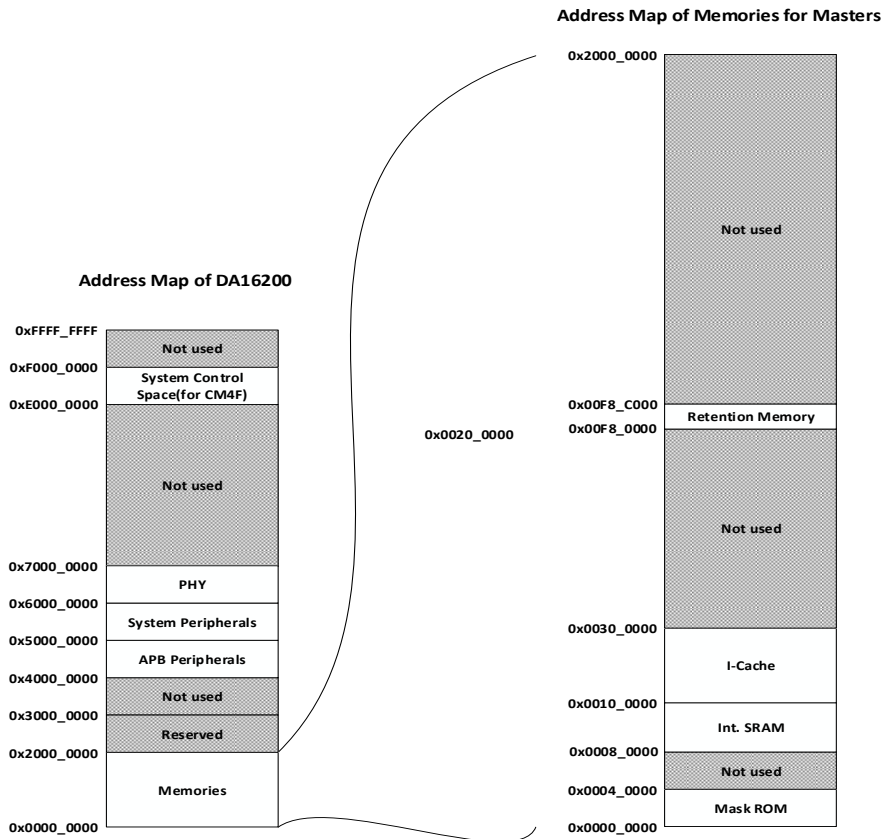 Address Map of Memories for Masters
0x2000_0000
Not used
0x00F8_C000
Retention Memory
0x00F8_0000
Not used
0x0030_0000
I-Cache
0x0010_0000
Int. SRAM
0x0008_0000
Not used
0x0004_0000
Mask ROM
0x0000_0000
0x0020_0000
Address Map of DA16200
0xFFFF_FFFF
Not used
0xF000_0000
System Control
Space(for CM4F)
0xE000_0000
Not used
0x7000_0000
PHY
0x6000_0000
System Peripherals
0x5000_0000
APB Peripherals
0x4000_0000
Not used
0x3000_0000
Reserved
0x2000_0000
Memories
0x0000_0000